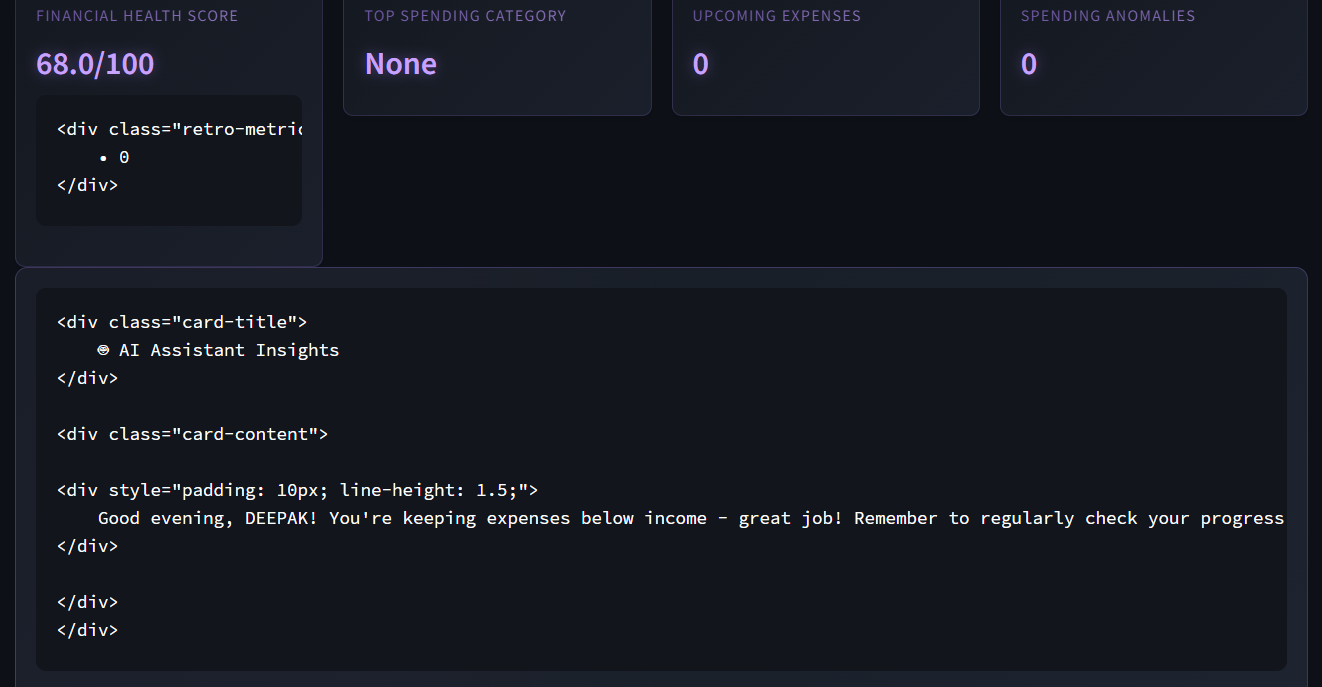 FINANCIAL HEALTH SCORE
68.0/100
<div class="retro-metric
• 0
</div>
TOP SPENDING CATEGORY
None
UPCOMING EXPENSES
0
SPENDING ANOMALIES
0
<div class="card-title">
🤖 AI Assistant Insights
</div>
<div class="card-content">
<div style="padding: 10px; line-height: 1.5;">
Good evening, DEEPAK! You're keeping expenses below income - great job! Remember to regularly check your progress
</div>
</div>
</div>